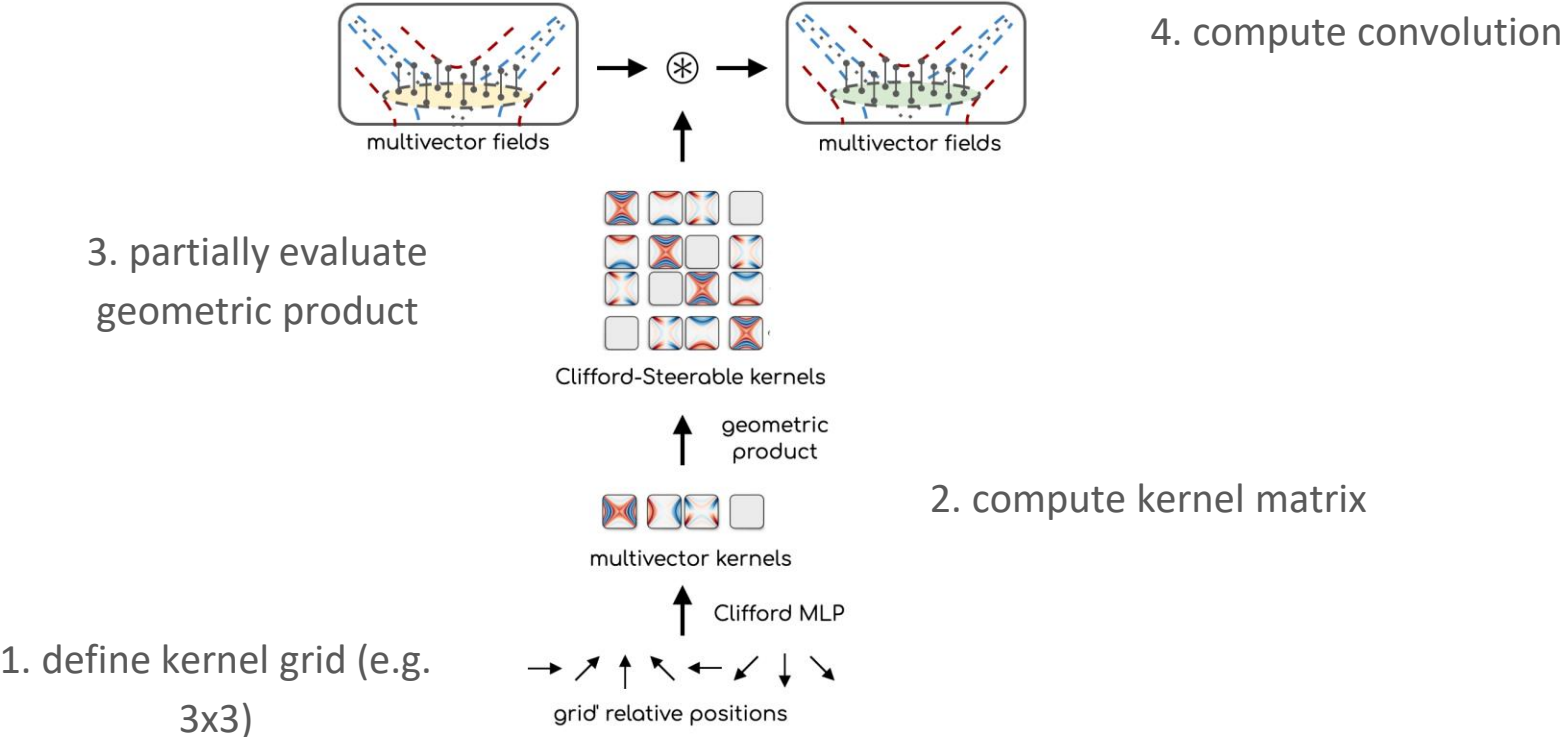 4. compute convolution
multivector fields
multivector fields
3. partially evaluate
geometric product
Clifford-Steerable kernels
geometric
product
2. compute kernel matrix
multivector kernels
Clifford MLP
1. define kernel grid (e.g.
3x3)
grid' relative positions